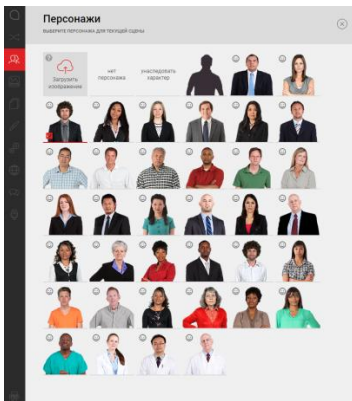 Персонажи
ВЫБЕРИТЕ ПЕРСОНАЖА ДЛЯ ТЕКУЩЕЙ СЦЕНЫ
Загрузить
изображение
нет
персонажа
унаследовать
характер